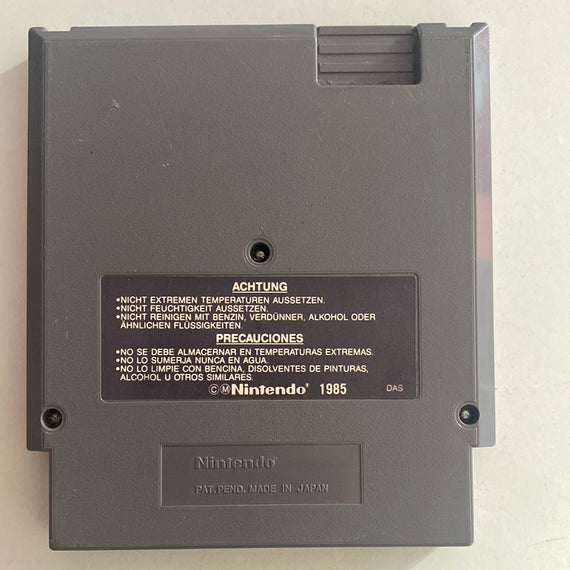 ACHTUNG
•NICHT EXTREMEN TEMPERATUREN AUSSETZEN.
•NICHT FEUCHTIGKEIT AUSSETZEN.
•NICHT REINIGEN MIT BENZIN, VERDÜNNER, ALKOHOL ODER
ÄHNLICHEN FLÜSSIGKEITEN.
PRECAUCIONES
•NO SE DEBE ALMACERNAR EN TEMPERATURAS EXTREMAS.
•NO LO SUMERJA NUNCA EN AGUA.
•NO LO LIMPIE CON BENCINA, DISOLVENTES DE PINTURAS,
ALCOHOL U OTROS SIMILARES.
ⒸⓂNintendo® 1985 DAS
Nintendo®
PAT. PEND. MADE IN JAPAN